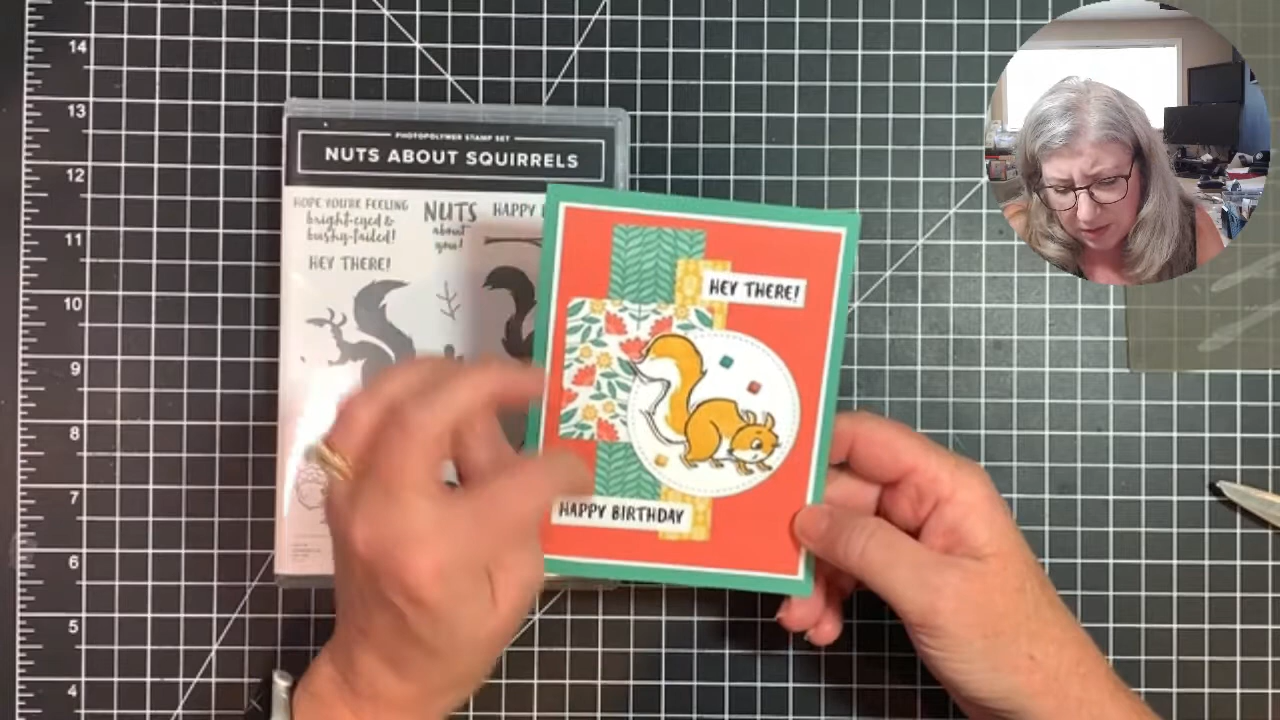 14
13
12
11
10
9
8
7
6
5
4
PHOTOPOLYMER STAMP SET
NUTS ABOUT SQUIRRELS
HOPE YOU'RE FEELING
bright-eyed &
bushy-tailed!
HEY THERE!
NUTS
about
you!
HAPPY
HEY THERE!
HAPPY BIRTHDAY